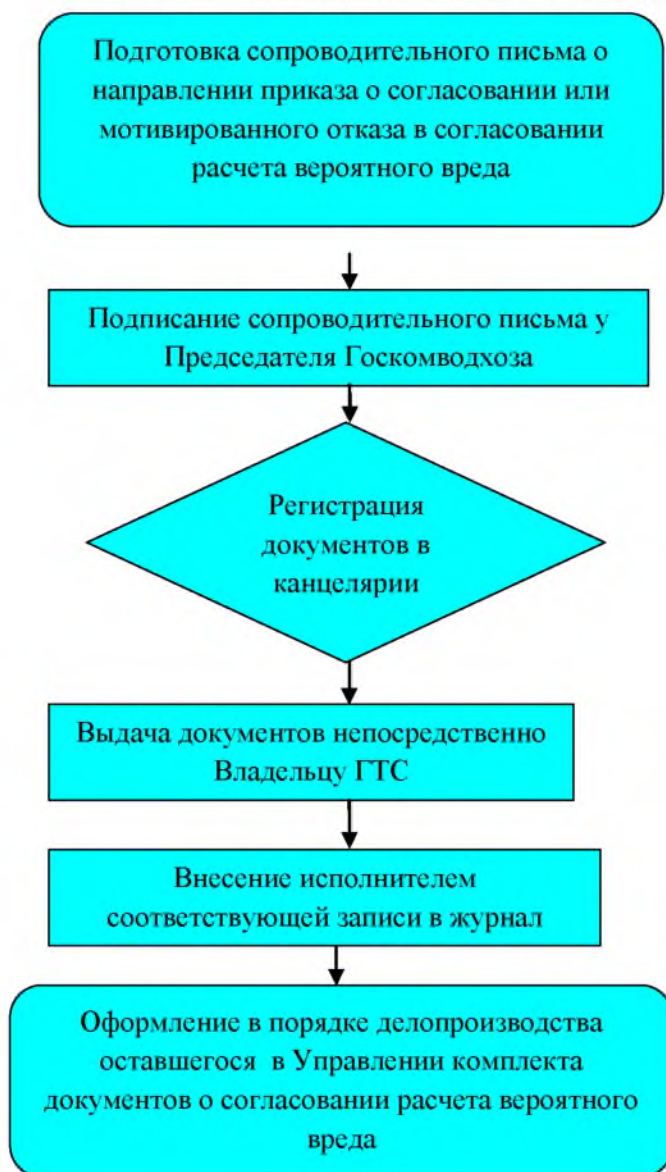 Подготовка сопроводительного письма о
направлении приказа о согласовании или
мотивированного отказа в согласовании
расчета вероятного вреда
Подписание сопроводительного письма у
Председателя Госкомводхоза
Регистрация
документов в
канцелярии
Выдача документов непосредственно
Владельцу ГТС
Внесение исполнителем
соответствующей записи в журнал
Оформление в порядке делопроизводства
оставшегося в Управлении комплекта
документов о согласовании расчета вероятного
вреда